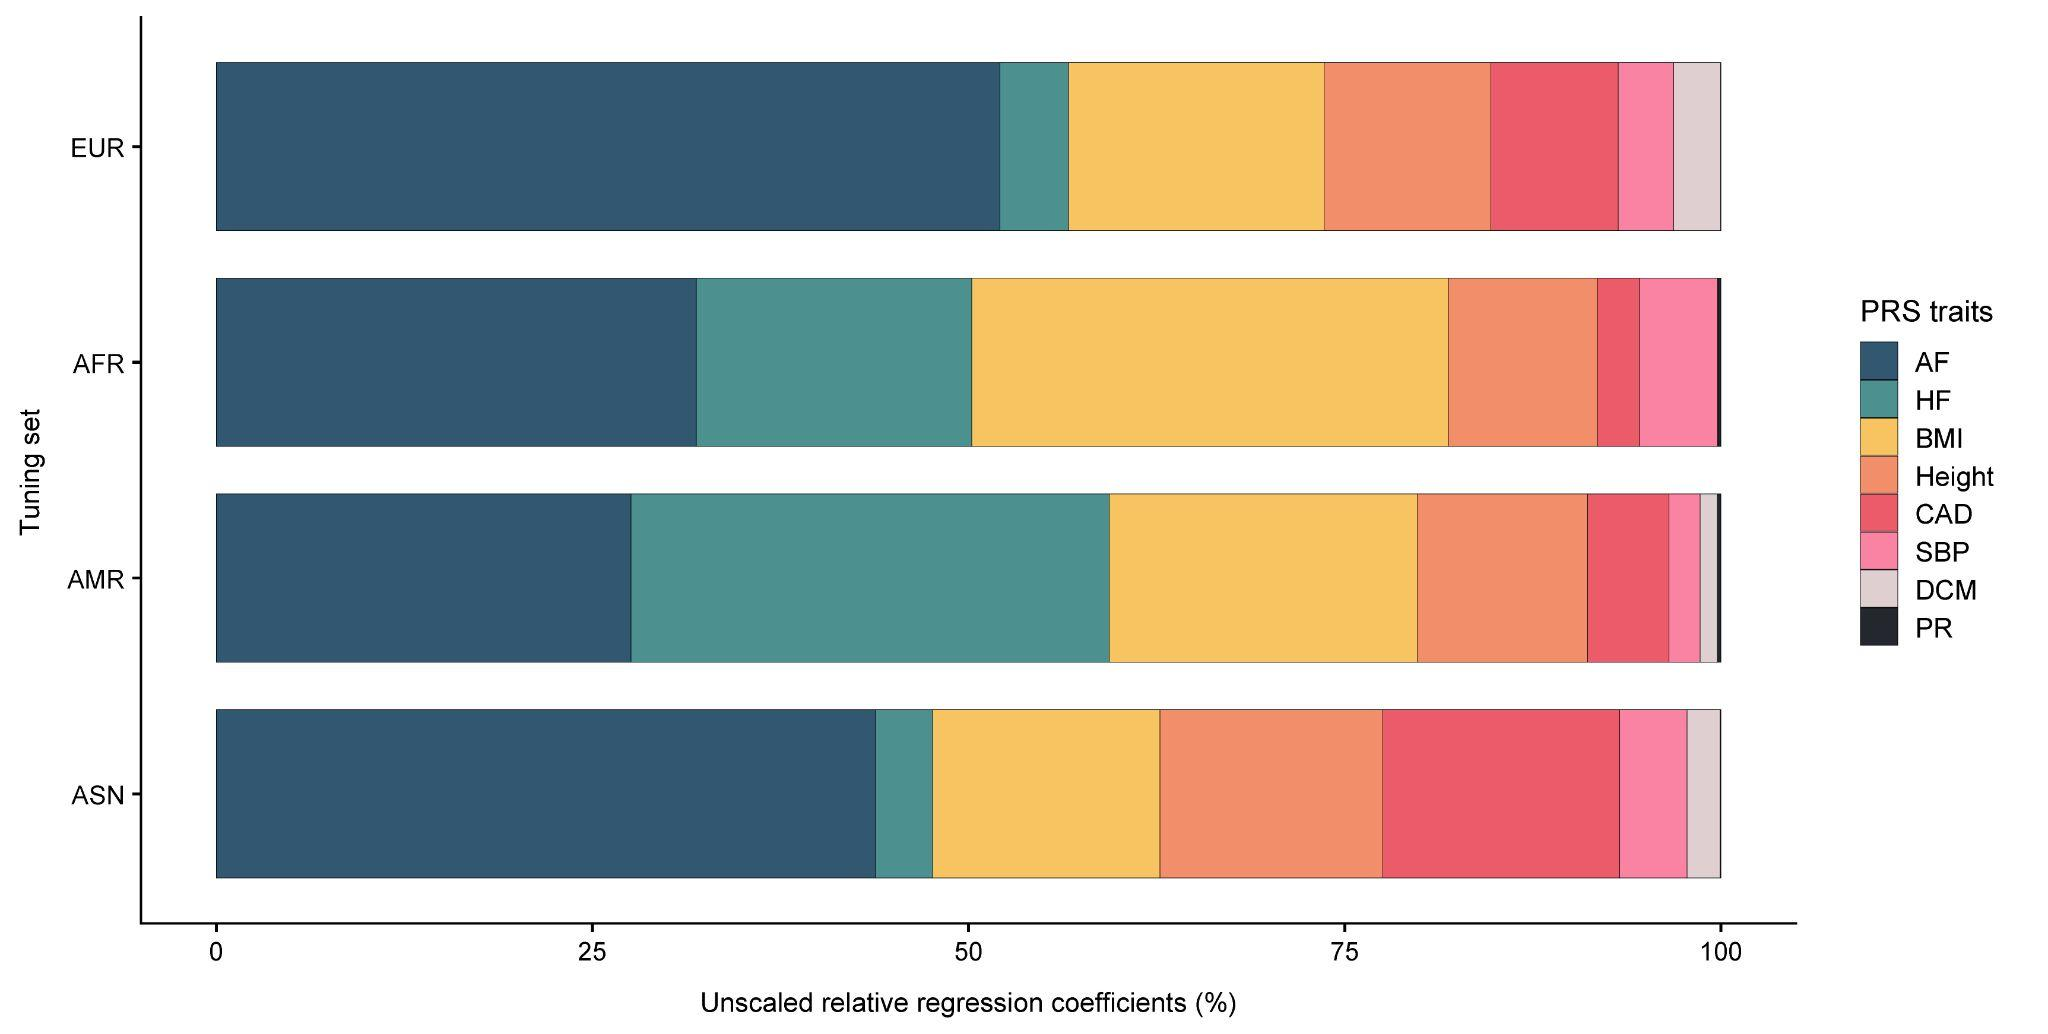 EUR
AFR
AMR
ASN
Tuning set
0 25 50 75 100
Unscaled relative regression coefficients (%)
PRS traits
AF
HF
BMI
Height
CAD
SBP
DCM
PR